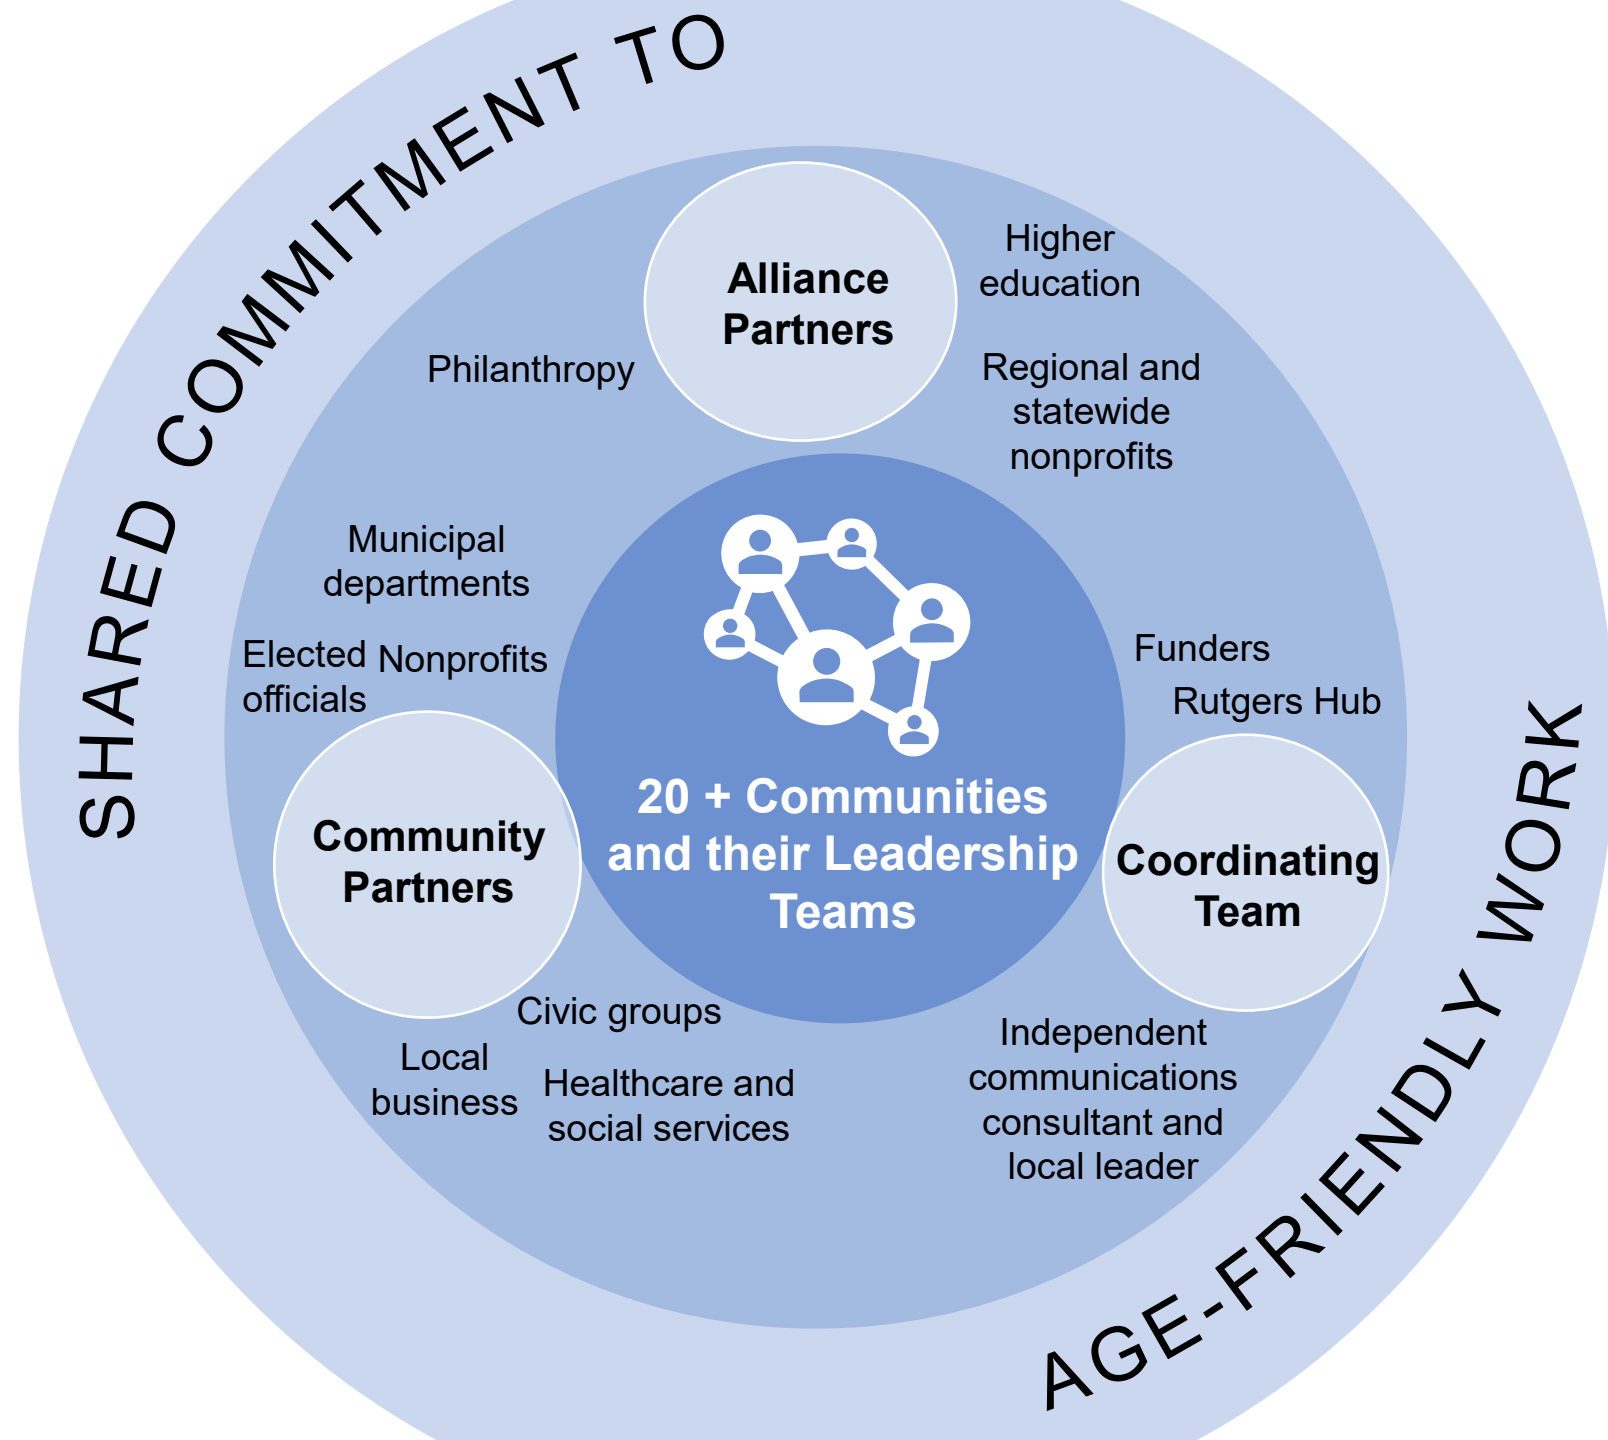 SHARED COMMITMENT TO
Alliance
Partners
Higher
education
Philanthropy
Regional and
statewide
nonprofits
Municipal
departments
Elected
officials
Nonprofits
Community
Partners
20 + Communities
and their Leadership
Teams
Funders
Rutgers Hub
Coordinating
Team
Civic groups
Local
business
Healthcare and
social services
Independent
communications
consultant and
local leader
AGE-FRIENDLY WORK